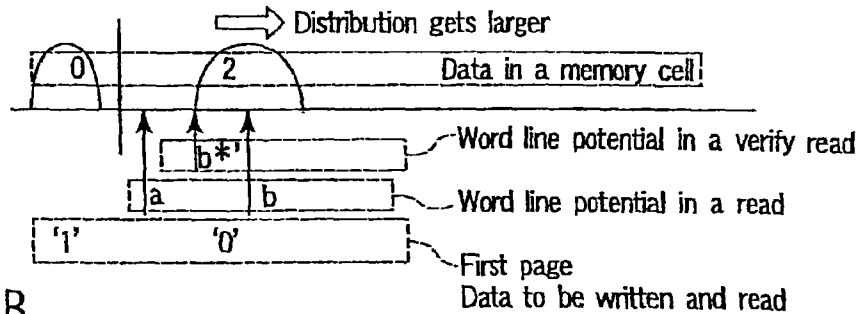 Distribution gets larger
0 2 Data in a memory cell
b*' Word line potential in a verify read
a b Word line potential in a read
'1' '0'
First page
B Data to be written and read